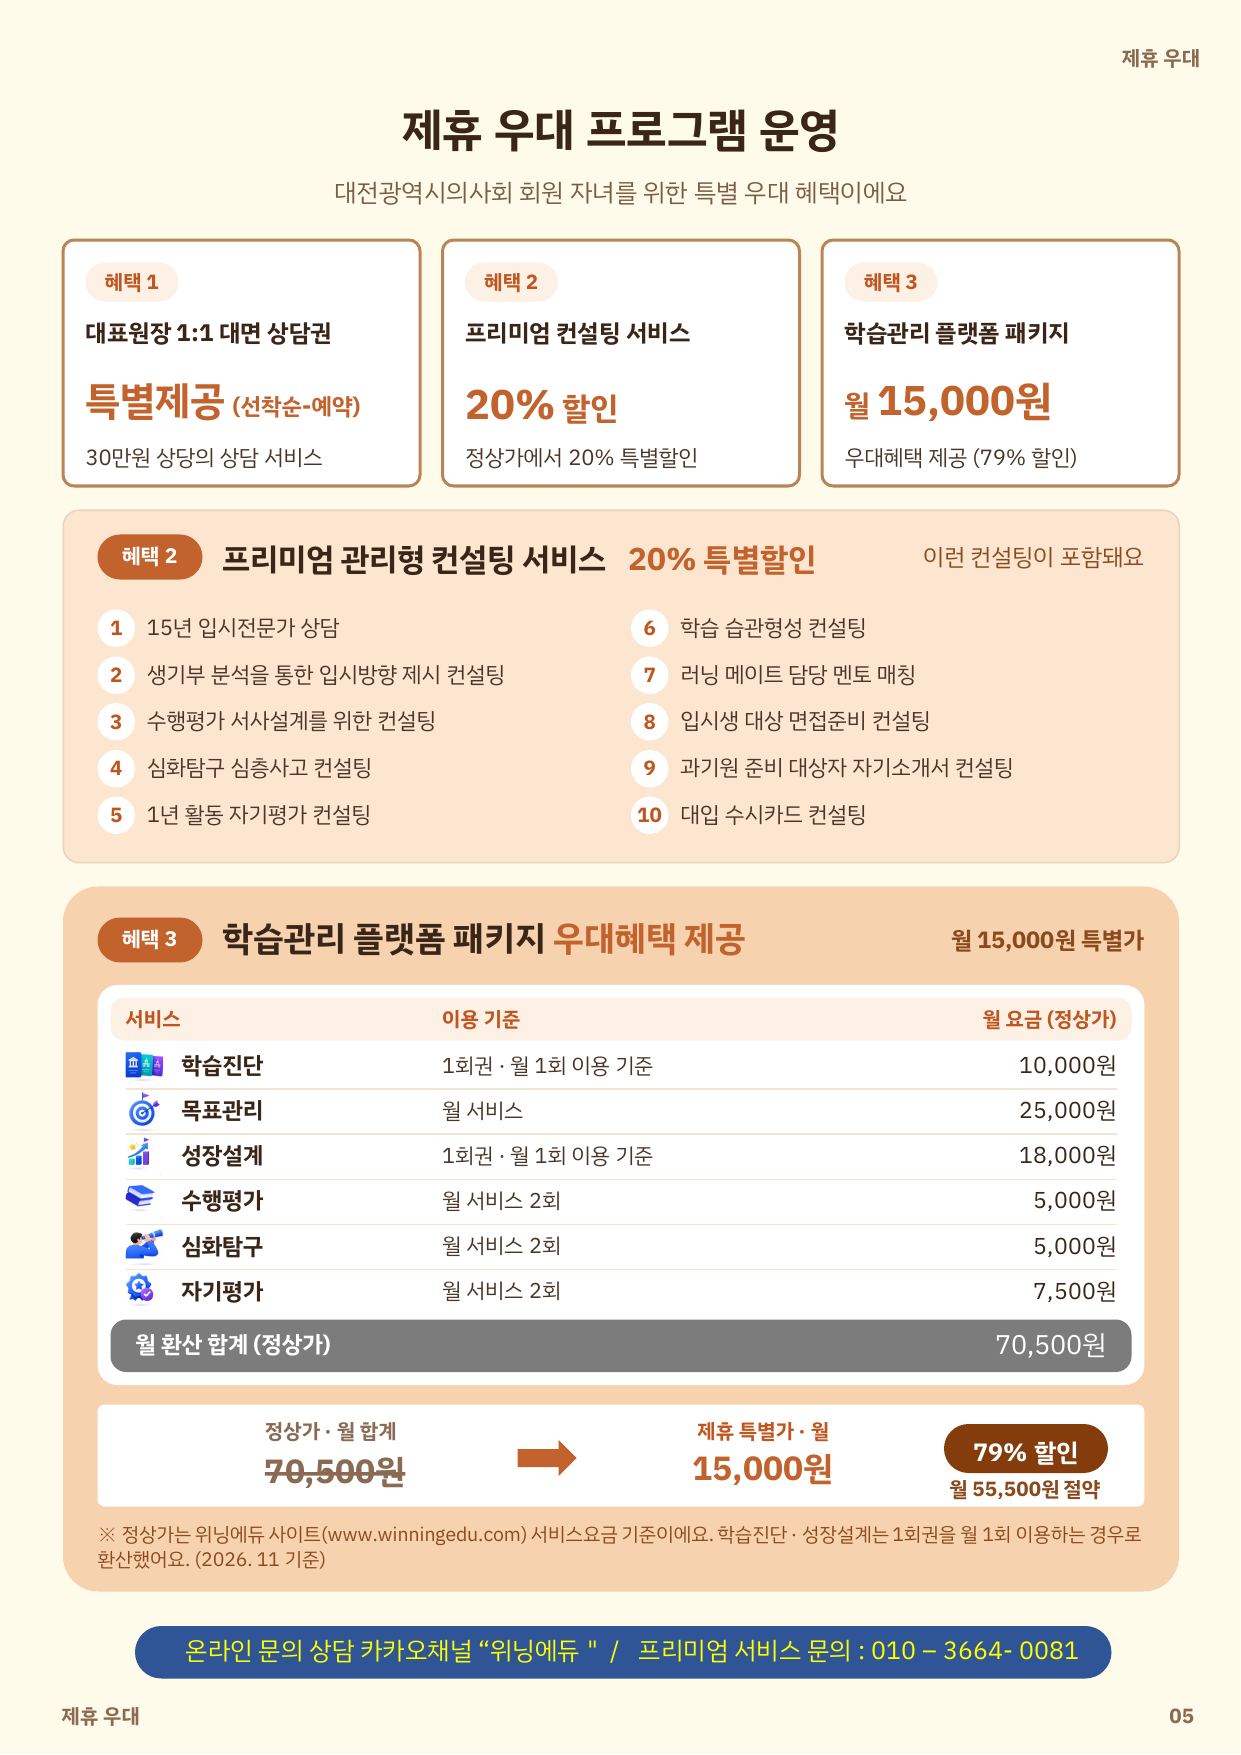 제휴 우대
제휴 우대 프로그램 운영
대전광역시의사회 회원 자녀를 위한 특별 우대 혜택이에요
혜택 1
대표원장 1:1 대면 상담권
특별제공 (선착순-예약)
30만원 상당의 상담 서비스
혜택 2
프리미엄 컨설팅 서비스
20% 할인
정상가에서 20% 특별할인
혜택 3
학습관리 플랫폼 패키지
월 15,000원
우대혜택 제공 (79% 할인)
혜택 2 프리미엄 관리형 컨설팅 서비스 20% 특별할인 이런 컨설팅이 포함돼요
1 15년 입시전문가 상담
2 생기부 분석을 통한 입시방향 제시 컨설팅
3 수행평가 서사설계를 위한 컨설팅
4 심화탐구 심층사고 컨설팅
5 1년 활동 자기평가 컨설팅
6 학습 습관형성 컨설팅
7 러닝 메이트 담당 멘토 매칭
8 입시생 대상 면접준비 컨설팅
9 과기원 준비 대상자 자기소개서 컨설팅
10 대입 수시카드 컨설팅
혜택 3 학습관리 플랫폼 패키지 우대혜택 제공 월 15,000원 특별가
서비스 이용 기준 월 요금 (정상가)
학습진단 1회권 · 월 1회 이용 기준 10,000원
목표관리 월 서비스 25,000원
성장설계 1회권 · 월 1회 이용 기준 18,000원
수행평가 월 서비스 2회 5,000원
심화탐구 월 서비스 2회 5,000원
자기평가 월 서비스 2회 7,500원
월 환산 합계 (정상가) 70,500원
정상가 · 월 합계
70,500원
제휴 특별가 · 월
15,000원
79% 할인
월 55,500원 절약
※ 정상가는 위닝에듀 사이트(www.winningedu.com) 서비스요금 기준이에요. 학습진단 · 성장설계는 1회권을 월 1회 이용하는 경우로
환산했어요. (2026. 11 기준)
온라인 문의 상담 카카오채널 “위닝에듀 " / 프리미엄 서비스 문의 : 010 – 3664- 0081
제휴 우대
05